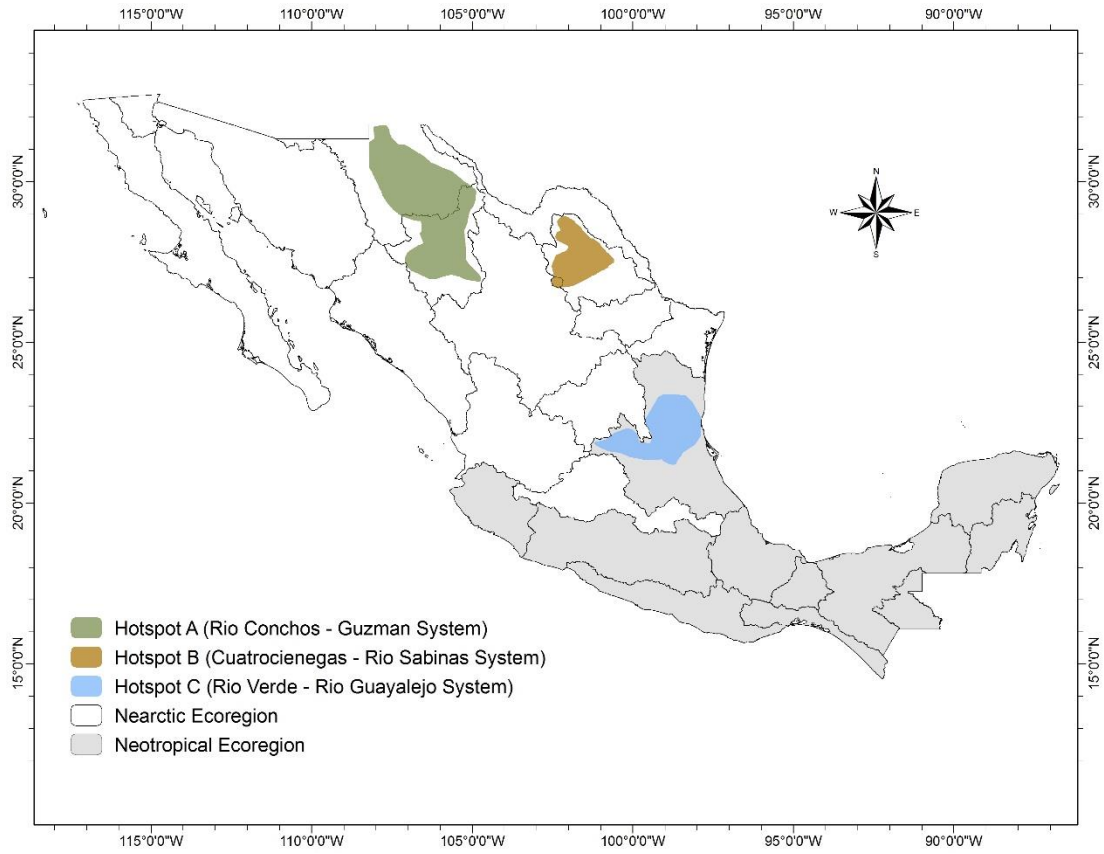 115°0'0"W 110°0'0"W 105°0'0"W 100°0'0"W 95°0'0"W 90°0'0"W
30°0'0"N
30°0'0"N
N
W
E
S
25°0'0"N
25°0'0"N
20°0'0"N
20°0'0"N
Hotspot A (Rio Conchos - Guzman System)
Hotspot B (Cuatrocienegas - Rio Sabinas System)
15°0'0"N
15°0'0"N
Hotspot C (Rio Verde - Rio Guayalejo System)
Nearctic Ecoregion
Neotropical Ecoregion
115°0'0"W 110°0'0"W 105°0'0"W 100°0'0"W 95°0'0"W 90°0'0"W